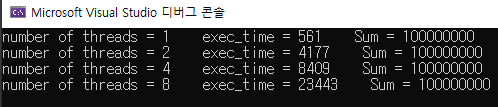 Microsoft Visual Studio 디버그 콘솔
number of threads = 1    exec_time = 561    Sum = 100000000
number of threads = 2    exec_time = 4177    Sum = 100000000
number of threads = 4    exec_time = 8409    Sum = 100000000
number of threads = 8    exec_time = 23443    Sum = 100000000